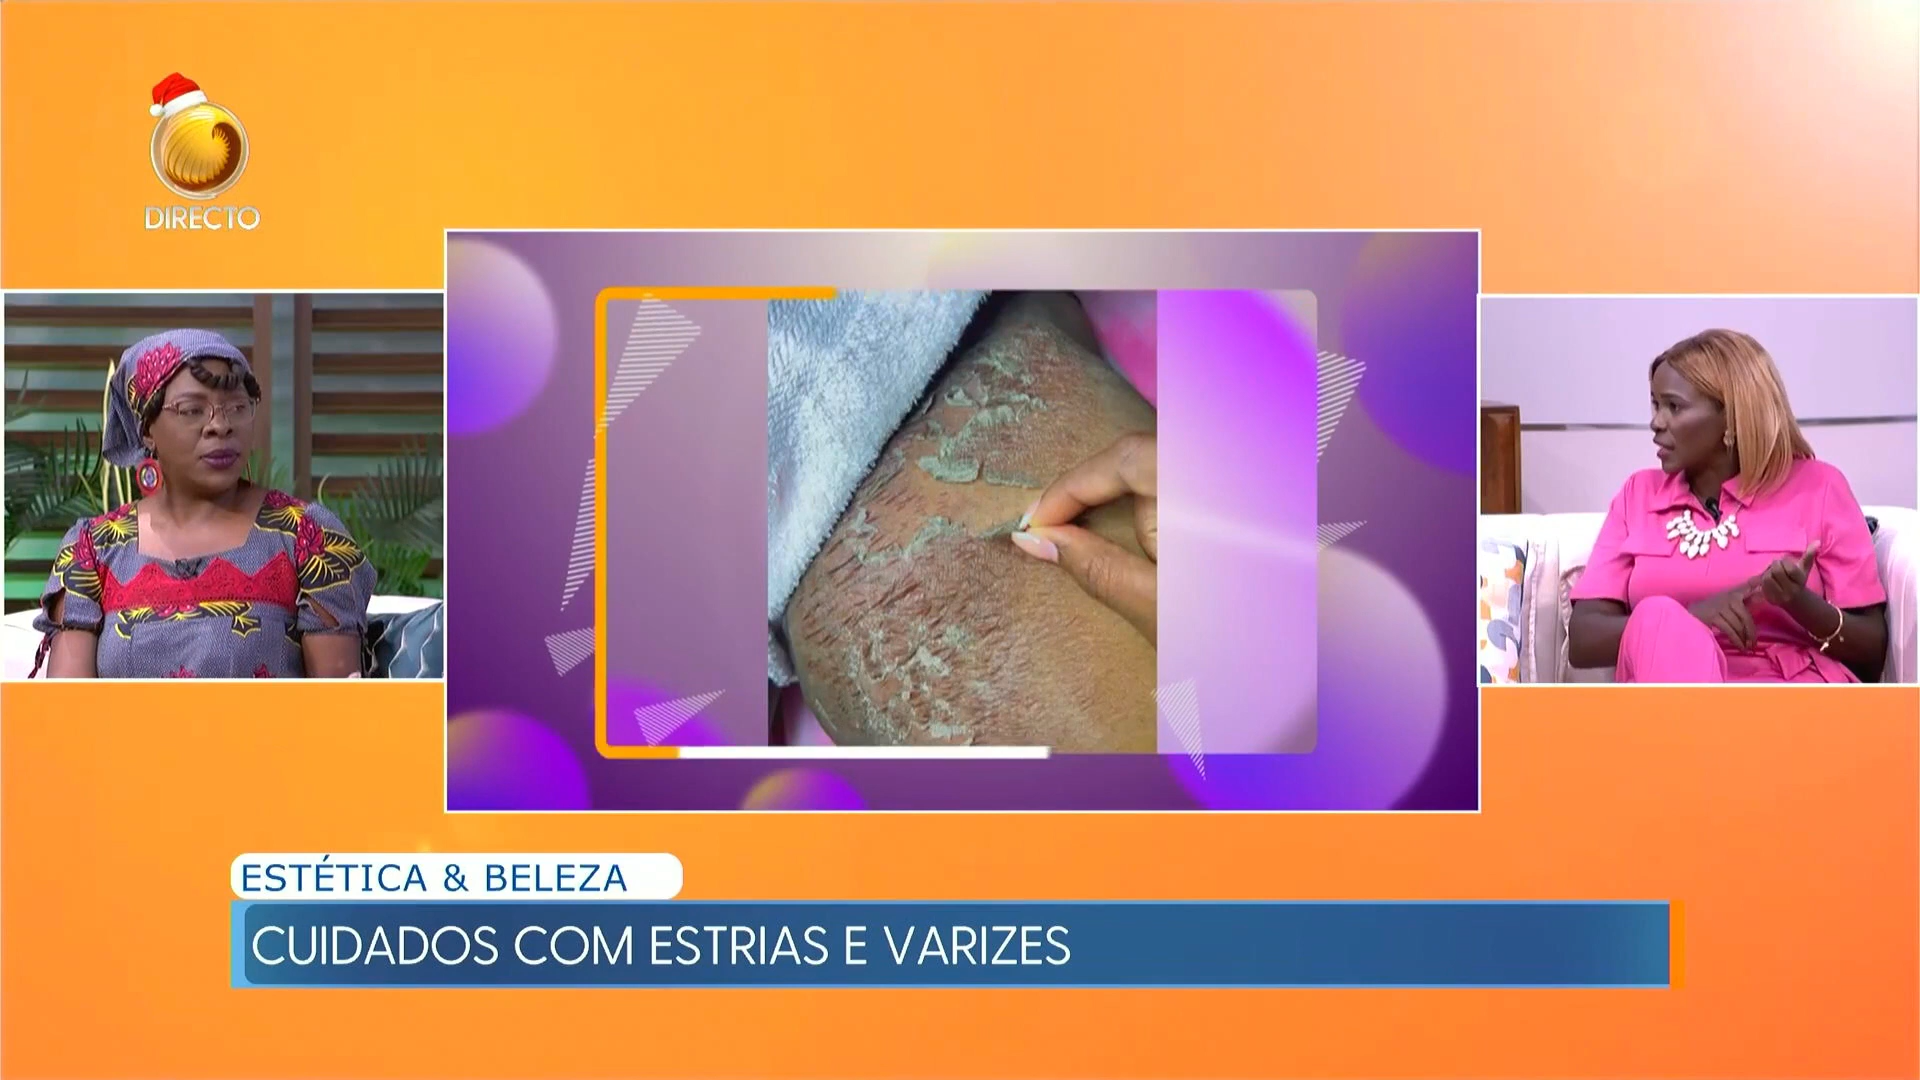 DIRECTO
ESTÉTICA & BELEZA
CUIDADOS COM ESTRIAS E VARIZES